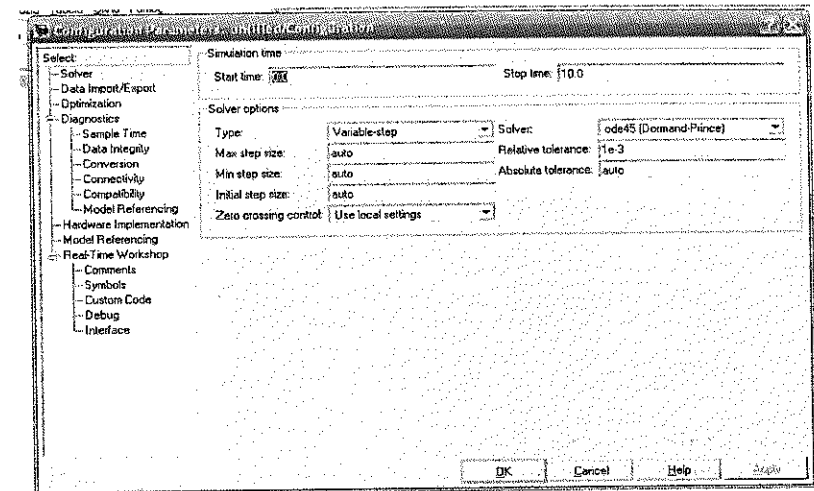 Configuration Parameters: untitled/Configuration
Select:
Solver
Data Import/Export
Optimization
Diagnostics
Sample Time
Data Integrity
Conversion
Connectivity
Compatibility
Model Referencing
Hardware Implementation
Model Referencing
Real-Time Workshop
Comments
Symbols
Custom Code
Debug
Interface
Simulation time
Start time: 0.0 Stop time: 10.0
Solver options
Type: Variable-step Solver: ode45 (Dormand-Prince)
Max step size: auto Relative tolerance: 1e-3
Min step size: auto Absolute tolerance: auto
Initial step size: auto
Zero crossing control: Use local settings
OK Cancel Help Apply